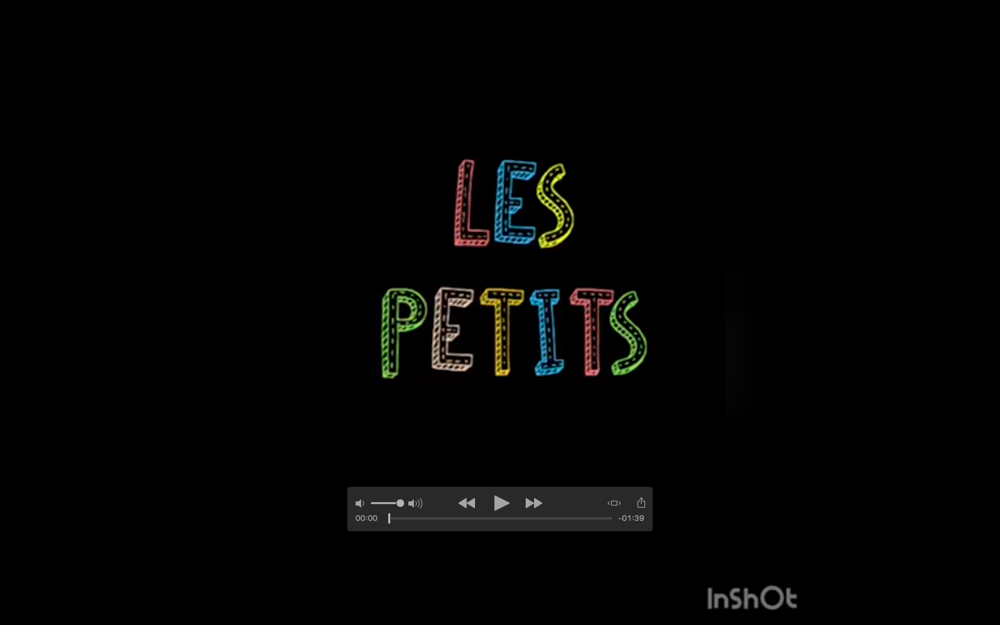 LES
PETITS
00:00
-01:39
InShOt